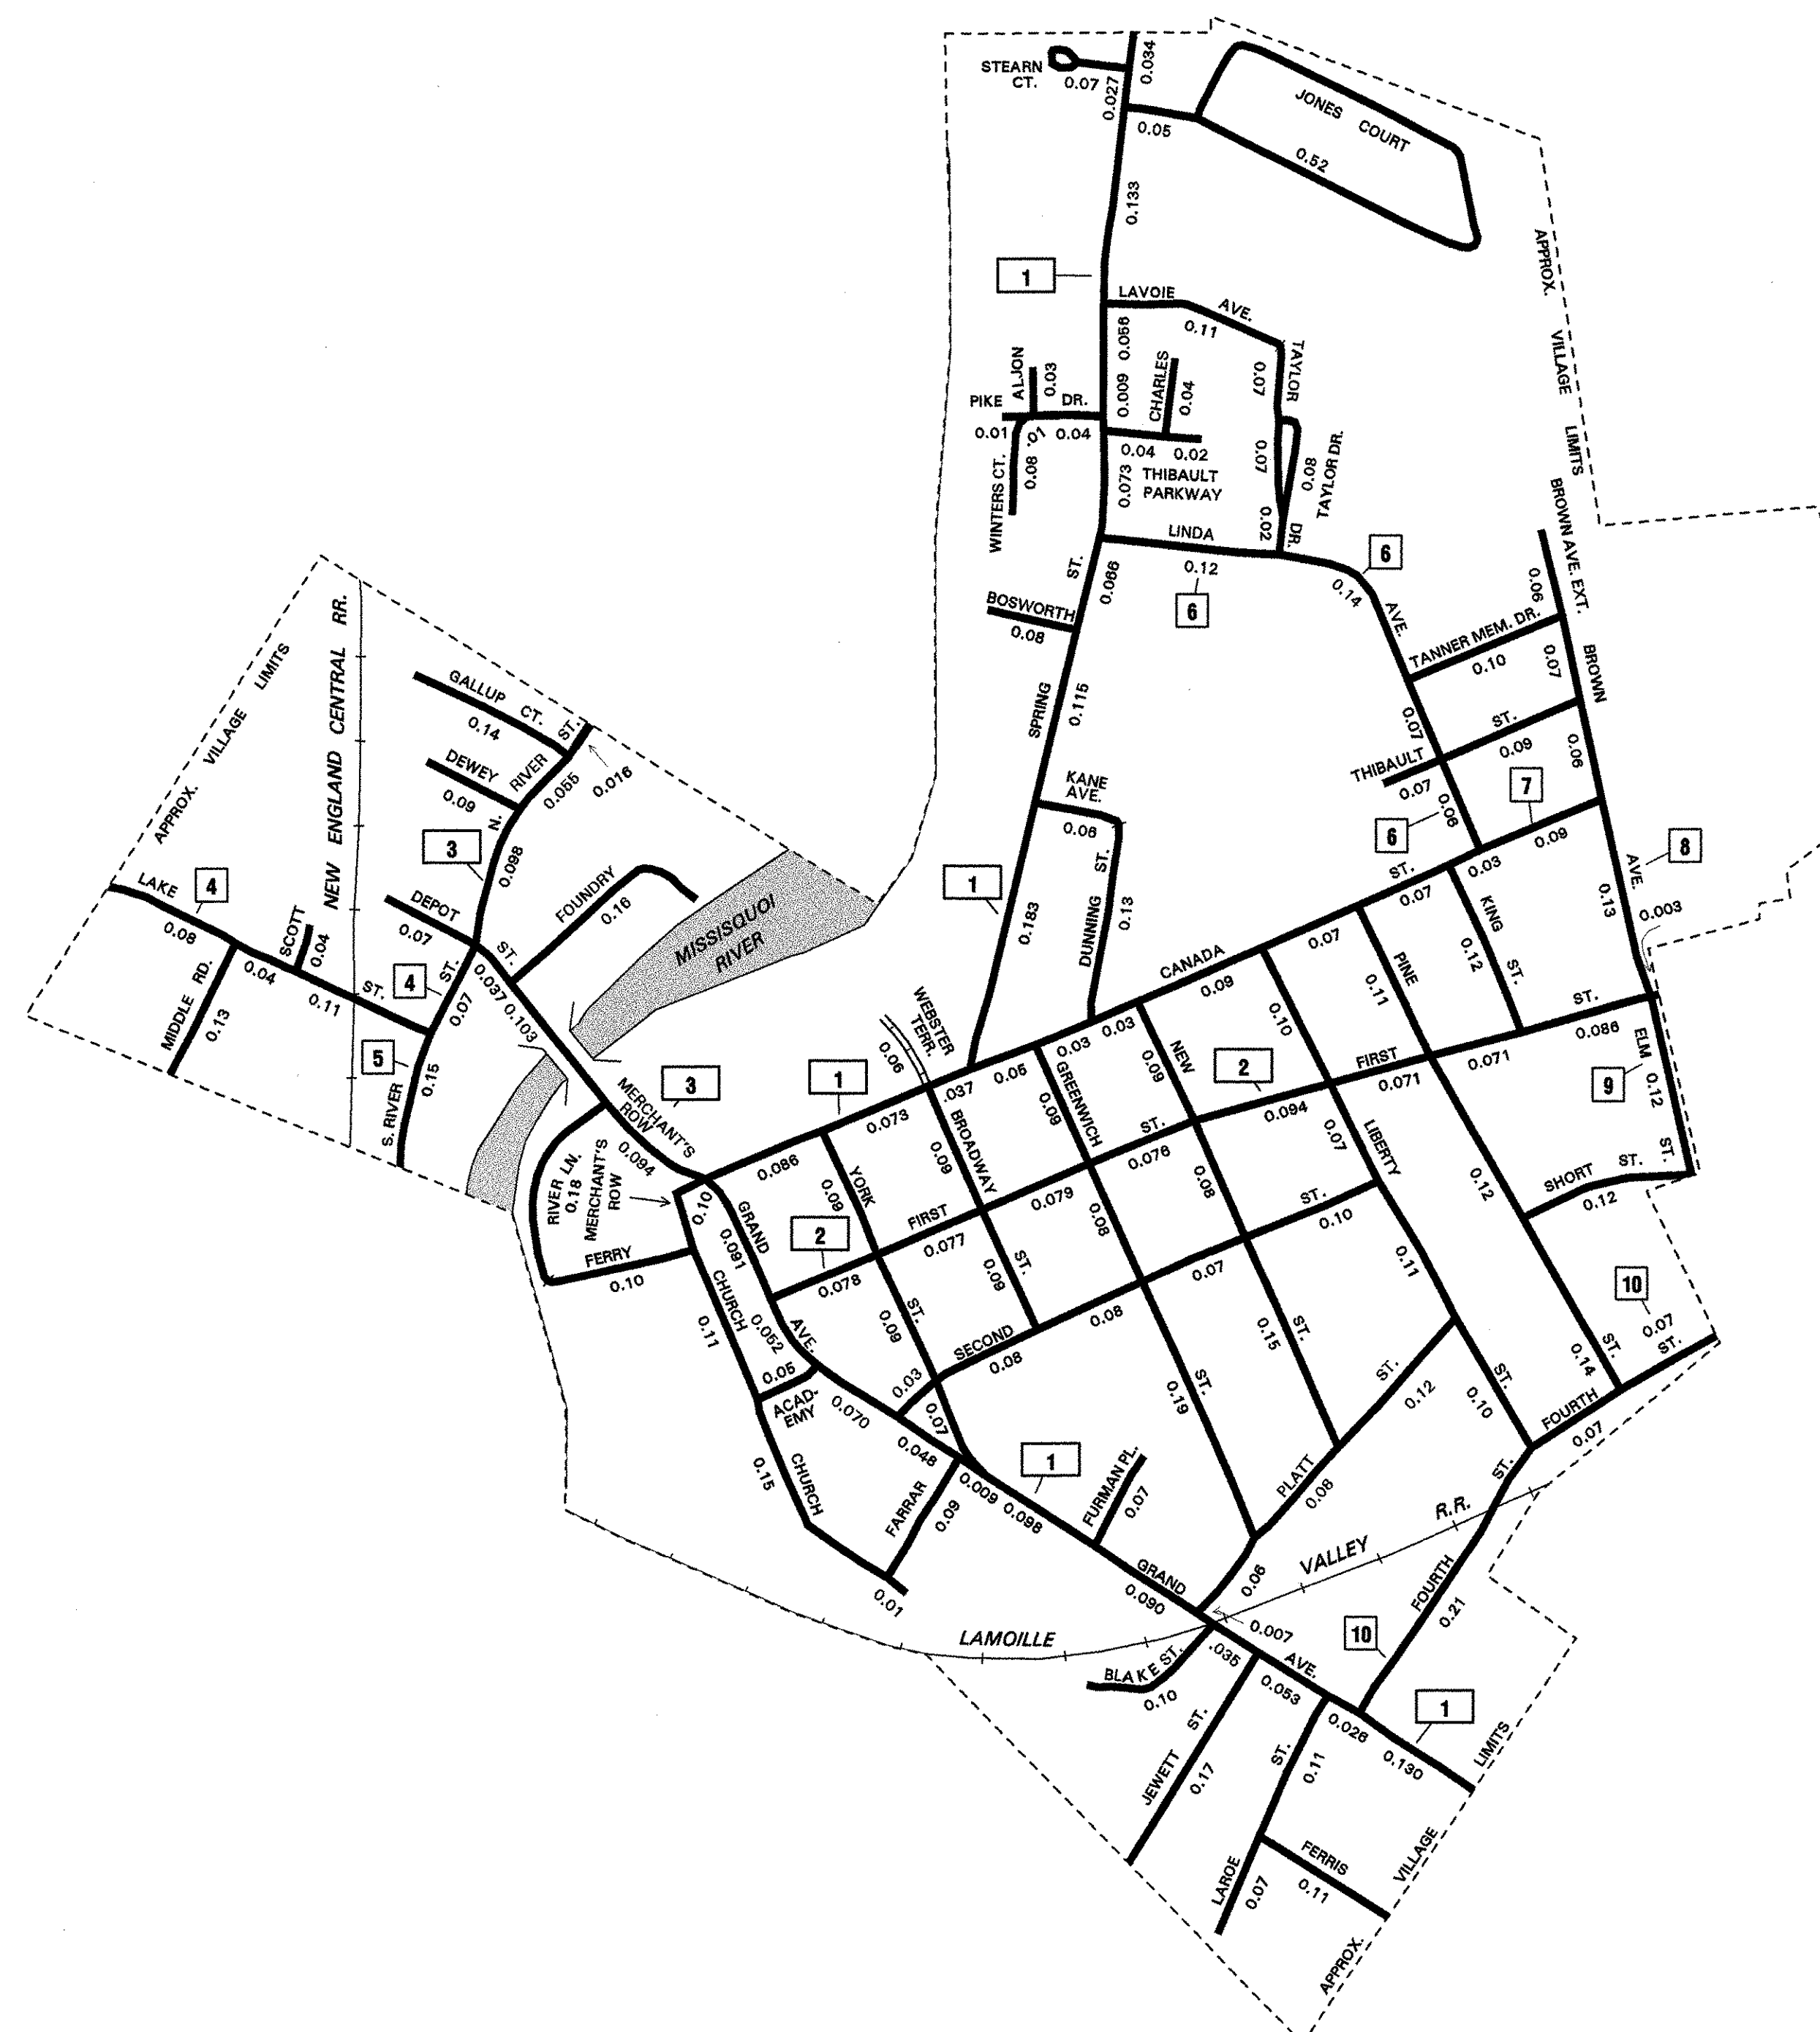 STEARN
CT.
0.07
0.034
0.027
0.05
JONES COURT
0.52
0.133
1
LAVOIE AVE.
0.11
0.056
0.009
TAYLOR DR.
0.07
0.07
0.02
0.08
TAYLOR DR.
CHARLES
0.04
ALJON
0.03
PIKE DR.
0.01
.01
0.04
0.04
0.02
THIBAULT
PARKWAY
0.073
WINTERS CT.
0.08
LINDA AVE.
0.12
6
6
0.14
SPRING ST.
0.066
BOSWORTH
0.08
0.115
APPROX. VILLAGE LIMITS
BROWN AVE. EXT.
0.06
TANNER MEM. DR.
0.10
0.07
BROWN AVE.
0.07
THIBAULT ST.
0.09
0.07
0.06
0.06
6
7
0.09
8
0.13
0.003
KANE
AVE.
0.06
DUNNING ST.
0.13
1
0.183
APPROX. VILLAGE LIMITS
NEW ENGLAND CENTRAL RR.
GALLUP CT.
0.14
N. RIVER ST.
0.016
0.055
DEWEY
0.09
3
0.098
FOUNDRY
0.16
MISSISQUOI
RIVER
DEPOT
0.07
LAKE ST.
4
0.08
SCOTT
0.04
0.04
0.11
MIDDLE RD.
0.13
4
ST.
0.07
0.037
0.103
5
S. RIVER
0.15
MERCHANT'S
ROW
3
0.094
RIVER LN.
0.18
MERCHANT'S
ROW
FERRY
0.10
0.10
WEBSTER
TERR.
0.06
1
CANADA ST.
0.086
0.073
.037
0.05
0.03
0.03
0.09
0.07
0.07
0.03
KING ST.
0.12
PINE ST.
0.11
0.12
0.14
YORK ST.
0.09
0.09
0.07
BROADWAY ST.
0.09
0.09
GREENWICH ST.
0.09
0.08
0.19
NEW ST.
0.09
0.08
0.15
LIBERTY ST.
0.10
0.07
0.11
0.10
2
2
FIRST ST.
0.078
0.077
0.079
0.076
0.094
FIRST ST.
0.071
0.071
0.086
ELM ST.
9
0.12
SHORT ST.
0.12
SECOND ST.
0.03
0.08
0.08
0.07
0.10
GRAND AVE.
0.091
0.052
CHURCH
0.11
0.05
ACAD-
EMY
0.070
0.048
0.009
0.098
1
CHURCH
0.15
FARRAR
0.09
0.01
FURMAN PL.
0.07
GRAND AVE.
0.090
PLATT ST.
0.06
0.08
0.12
10
0.07
FOURTH ST.
0.07
FOURTH ST.
0.21
10
LAMOILLE VALLEY R.R.
0.007
BLAKE ST.
0.10
.035
0.053
0.026
1
0.130
JEWETT ST.
0.17
LAROE ST.
0.11
0.07
FERRIS
0.11
APPROX. VILLAGE LIMITS